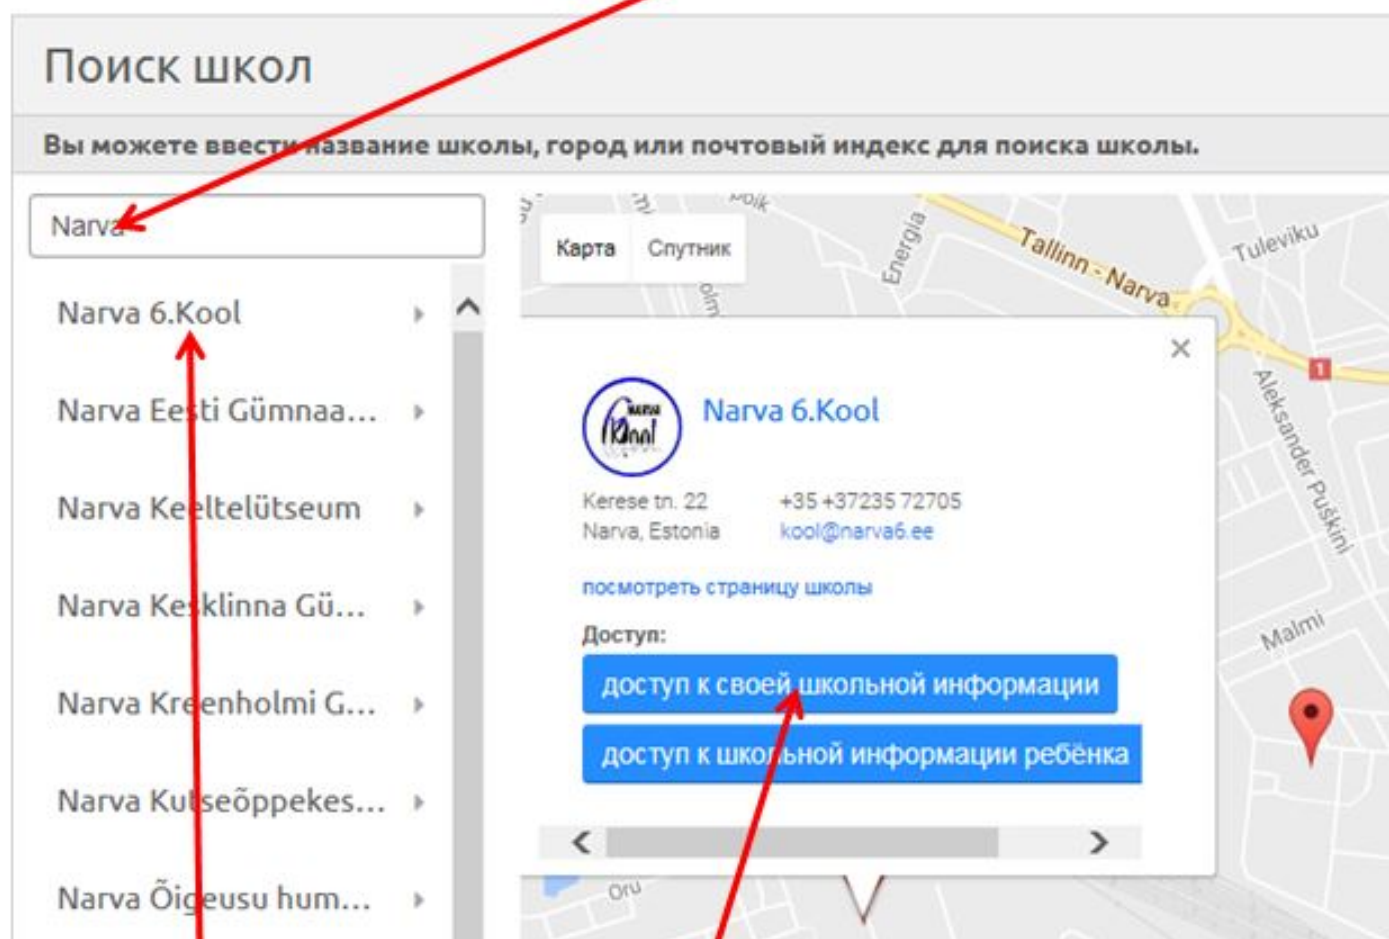 Поиск школ
Вы можете ввести название школы, город или почтовый индекс для поиска школы.
Narva
Narva 6.Kool
Narva Eesti Gümnaa...
Narva Keeltelütseum
Narva Kesklinna Gü...
Narva Kreenholmi G...
Narva Kutseõppekes...
Narva Õigeusu hum...
Карта Спутник
Energia
Tallinn - Narva
Tuleviku
1
Aleksander Puškini
Malmi
Narva 6.Kool
Kerese tn. 22 +35 +37235 72705
Narva, Estonia kool@narva6.ee
посмотреть страницу школы
Доступ:
доступ к своей школьной информации
доступ к школьной информации ребёнка
Oru